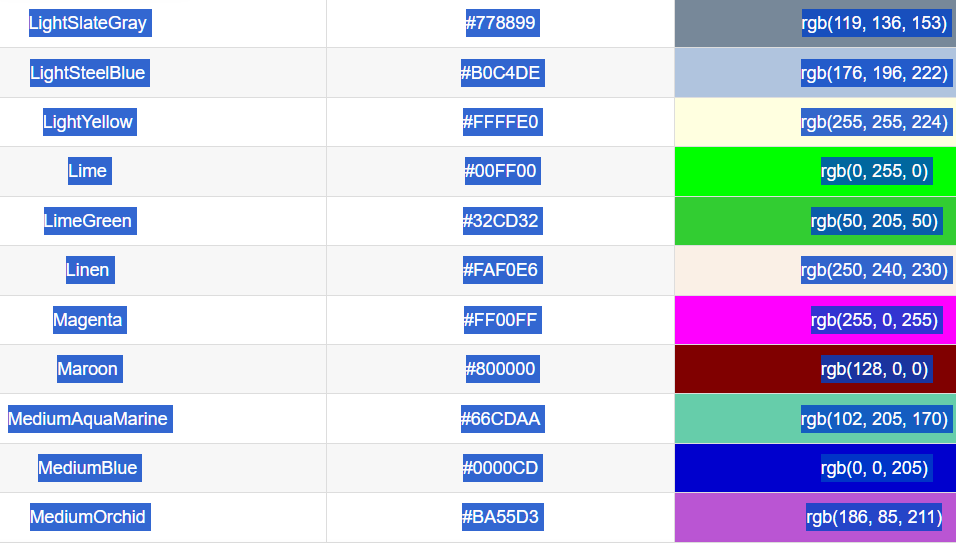 LightSlateGray #778899 rgb(119, 136, 153)
LightSteelBlue #B0C4DE rgb(176, 196, 222)
LightYellow #FFFFE0 rgb(255, 255, 224)
Lime #00FF00 rgb(0, 255, 0)
LimeGreen #32CD32 rgb(50, 205, 50)
Linen #FAF0E6 rgb(250, 240, 230)
Magenta #FF00FF rgb(255, 0, 255)
Maroon #800000 rgb(128, 0, 0)
MediumAquaMarine #66CDAA rgb(102, 205, 170)
MediumBlue #0000CD rgb(0, 0, 205)
MediumOrchid #BA55D3 rgb(186, 85, 211)